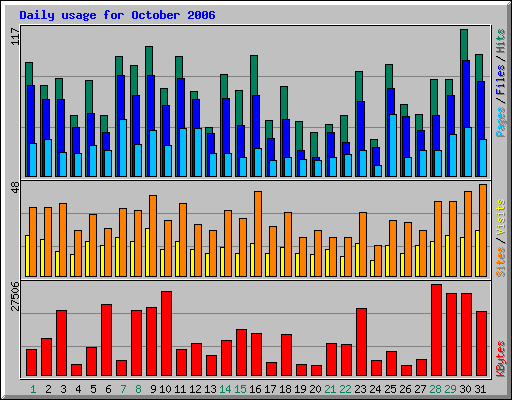 Daily usage for October 2006
117
Pages / Files / Hits
48
Sites / Visits
27506
KBytes
1 2 3 4 5 6 7 8 9 10 11 12 13 14 15 16 17 18 19 20 21 22 23 24 25 26 27 28 29 30 31